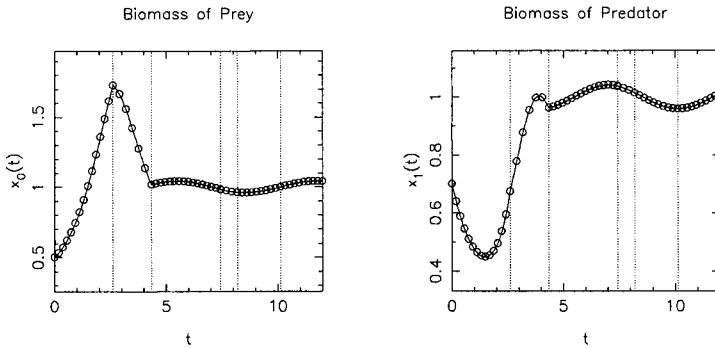 Biomass of Prey
x₀(t)
0.5
1
1.5
0
5
10
t
Biomass of Predator
x₁(t)
0.4
0.6
0.8
1
0
5
10
t